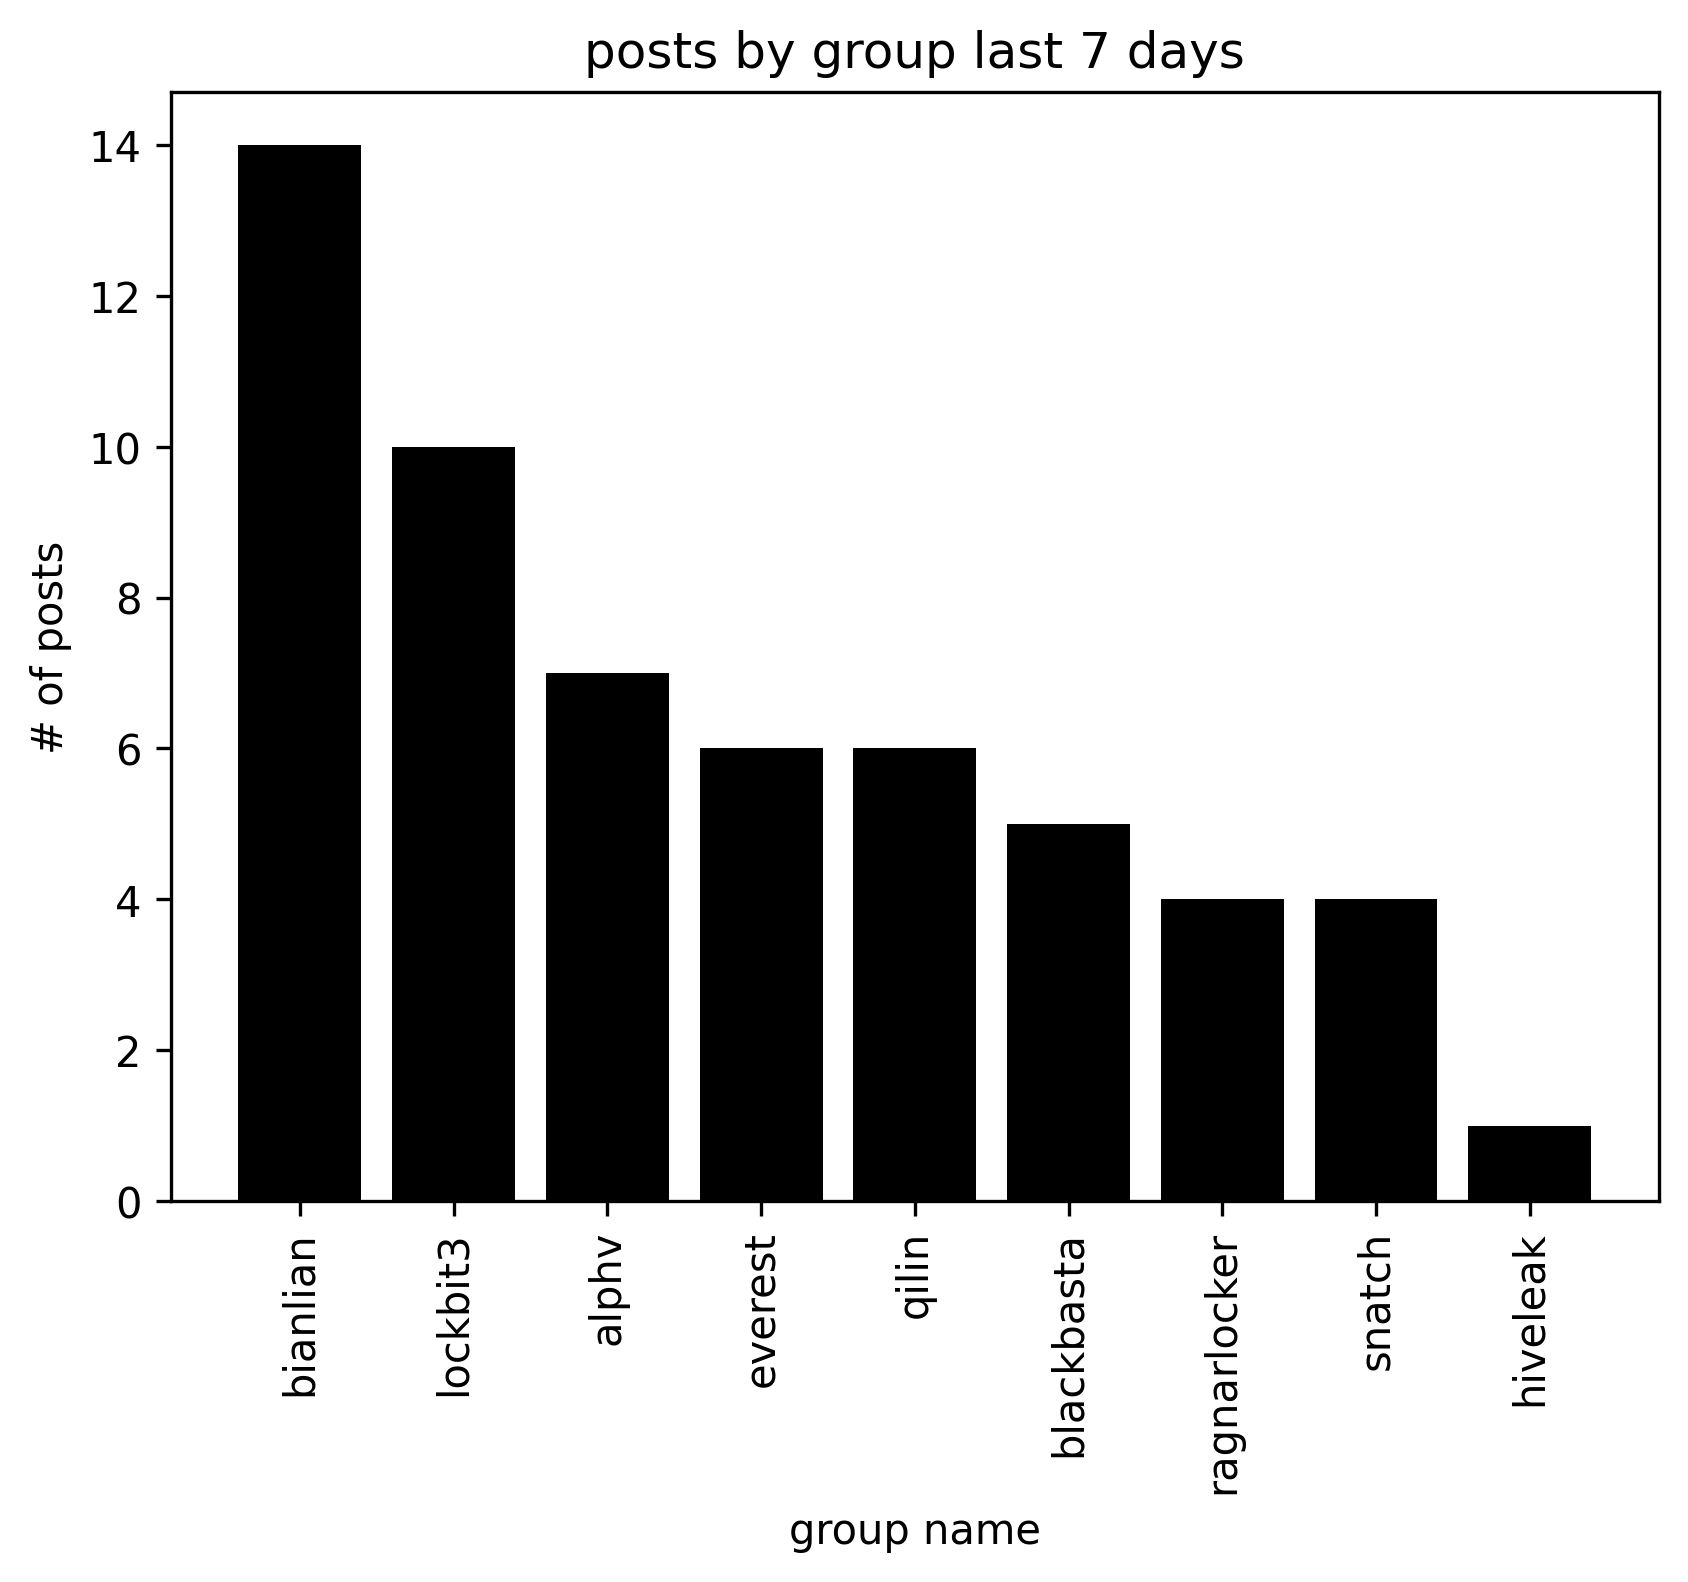 posts by group last 7 days
14
12
10
8
6
4
2
0
# of posts
bianlian
lockbit3
alphv
everest
qilin
blackbasta
ragnarlocker
snatch
hiveleak
group name